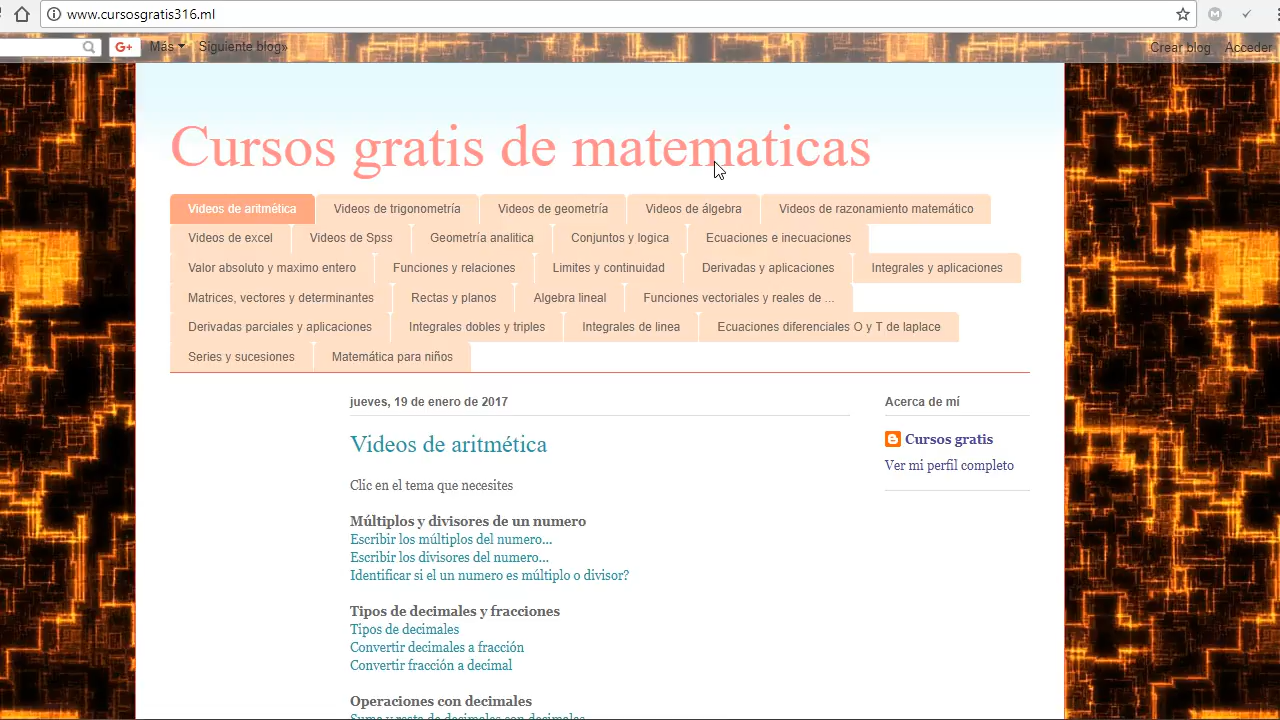 www.cursosgratis316.ml
G+ Más Siguiente blog» Crear blog Acceder
Cursos gratis de matematicas
Videos de aritmética Videos de trigonometría Videos de geometría Videos de álgebra Videos de razonamiento matemático
Videos de excel Videos de Spss Geometría analitica Conjuntos y logica Ecuaciones e inecuaciones
Valor absoluto y maximo entero Funciones y relaciones Limites y continuidad Derivadas y aplicaciones Integrales y aplicaciones
Matrices, vectores y determinantes Rectas y planos Algebra lineal Funciones vectoriales y reales de ...
Derivadas parciales y aplicaciones Integrales dobles y triples Integrales de linea Ecuaciones diferenciales O y T de laplace
Series y sucesiones Matemática para niños
jueves, 19 de enero de 2017
Videos de aritmética
Clic en el tema que necesites
Múltiplos y divisores de un numero
Escribir los múltiplos del numero...
Escribir los divisores del numero...
Identificar si el un numero es múltiplo o divisor?
Tipos de decimales y fracciones
Tipos de decimales
Convertir decimales a fracción
Convertir fracción a decimal
Operaciones con decimales
Suma y resta de decimales con decimales
Acerca de mí
Cursos gratis
Ver mi perfil completo